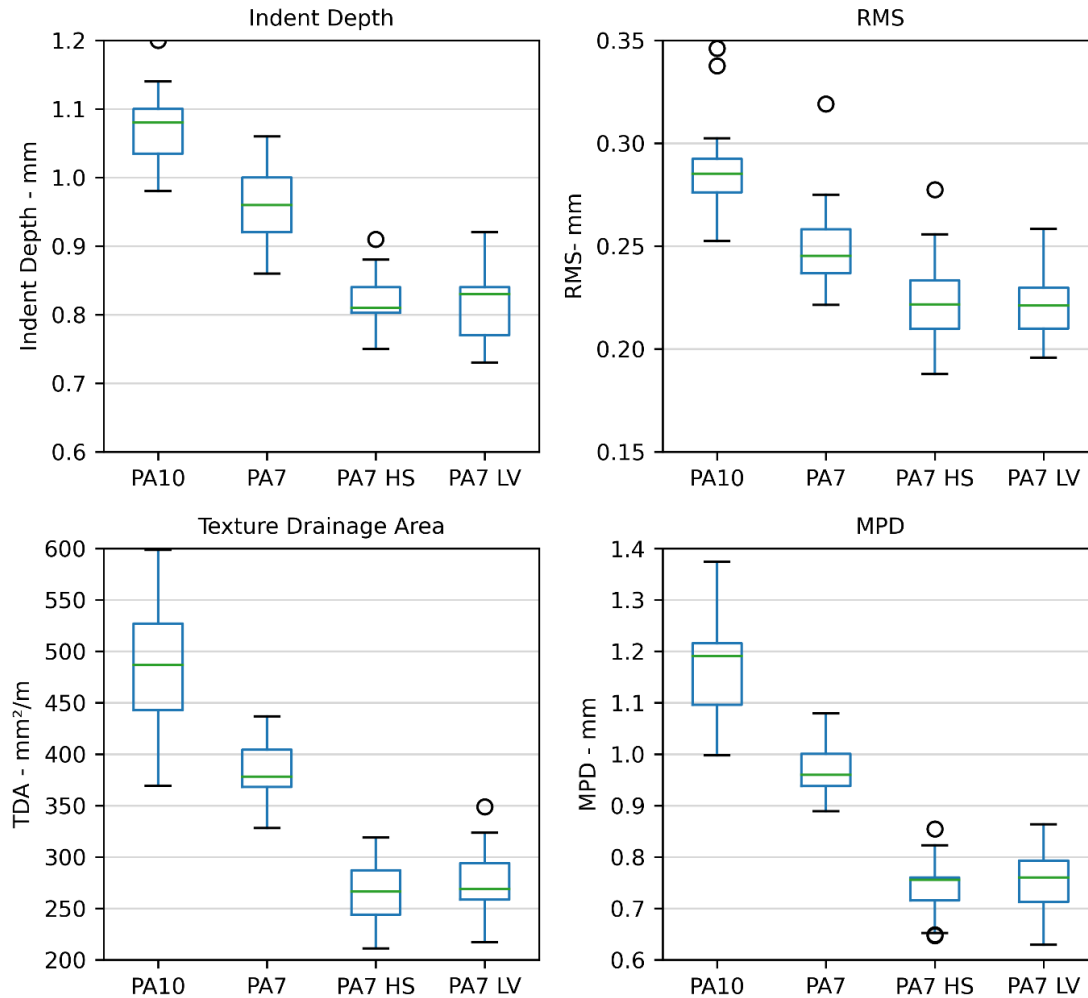 Indent Depth
Indent Depth - mm
1.2
1.1
1.0
0.9
0.8
0.7
0.6
PA10 PA7 PA7 HS PA7 LV
RMS
RMS- mm
0.35
0.30
0.25
0.20
0.15
PA10 PA7 PA7 HS PA7 LV
Texture Drainage Area
TDA - mm²/m
600
550
500
450
400
350
300
250
200
PA10 PA7 PA7 HS PA7 LV
MPD
MPD - mm
1.4
1.3
1.2
1.1
1.0
0.9
0.8
0.7
0.6
PA10 PA7 PA7 HS PA7 LV